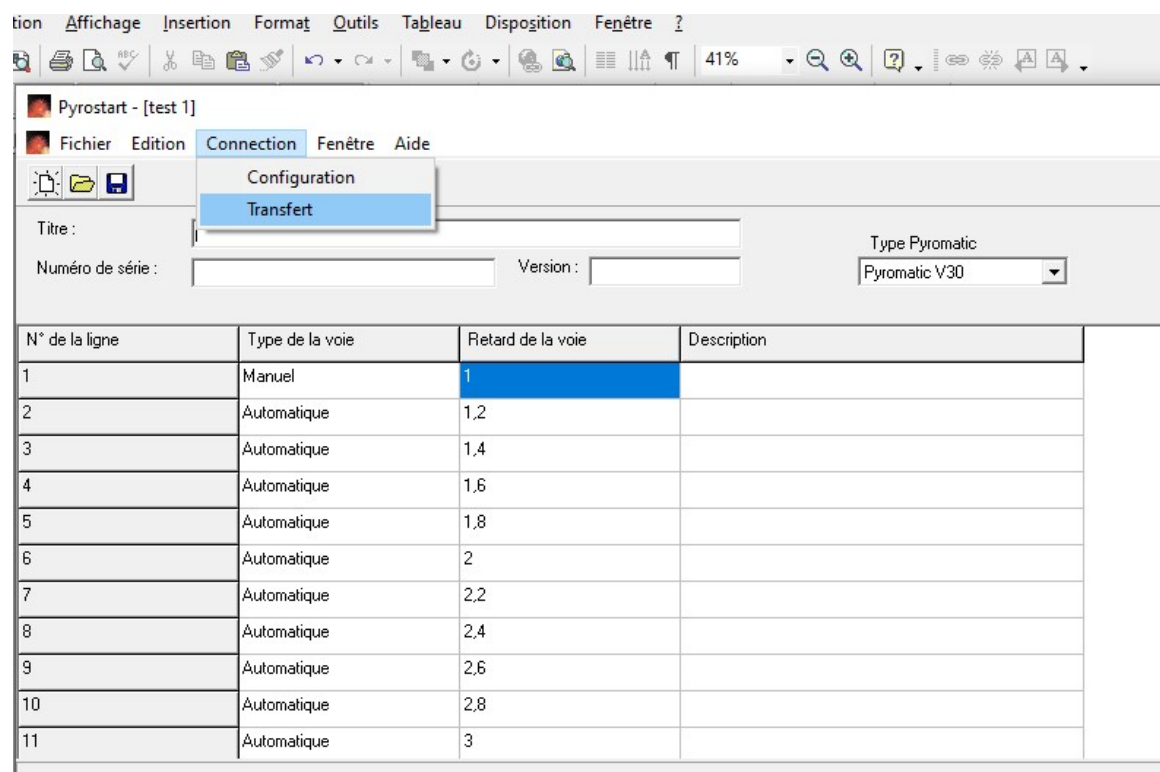 tion Affichage Insertion Format Outils Tableau Disposition Fenêtre ?
41%
Pyrostart - [test 1]
Fichier Edition Connection Fenêtre Aide
Configuration
Transfert
Titre :
Type Pyromatic
Numéro de série : Version : Pyromatic V30
N° de la ligne Type de la voie Retard de la voie Description
1 Manuel 1
2 Automatique 1,2
3 Automatique 1,4
4 Automatique 1,6
5 Automatique 1,8
6 Automatique 2
7 Automatique 2,2
8 Automatique 2,4
9 Automatique 2,6
10 Automatique 2,8
11 Automatique 3